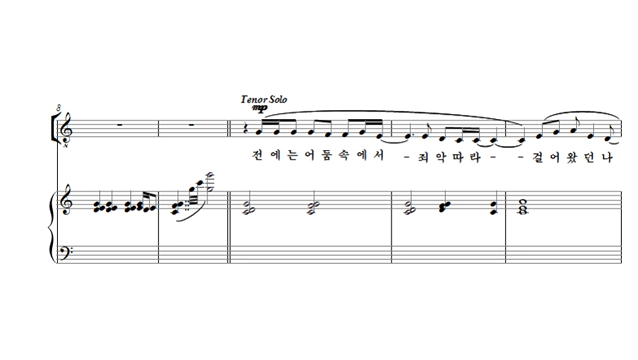 8
Tenor Solo
mp
전 에 는 어 둠 속 에 서 - 죄 악 따 라 - - 걸 어 왔 던 나